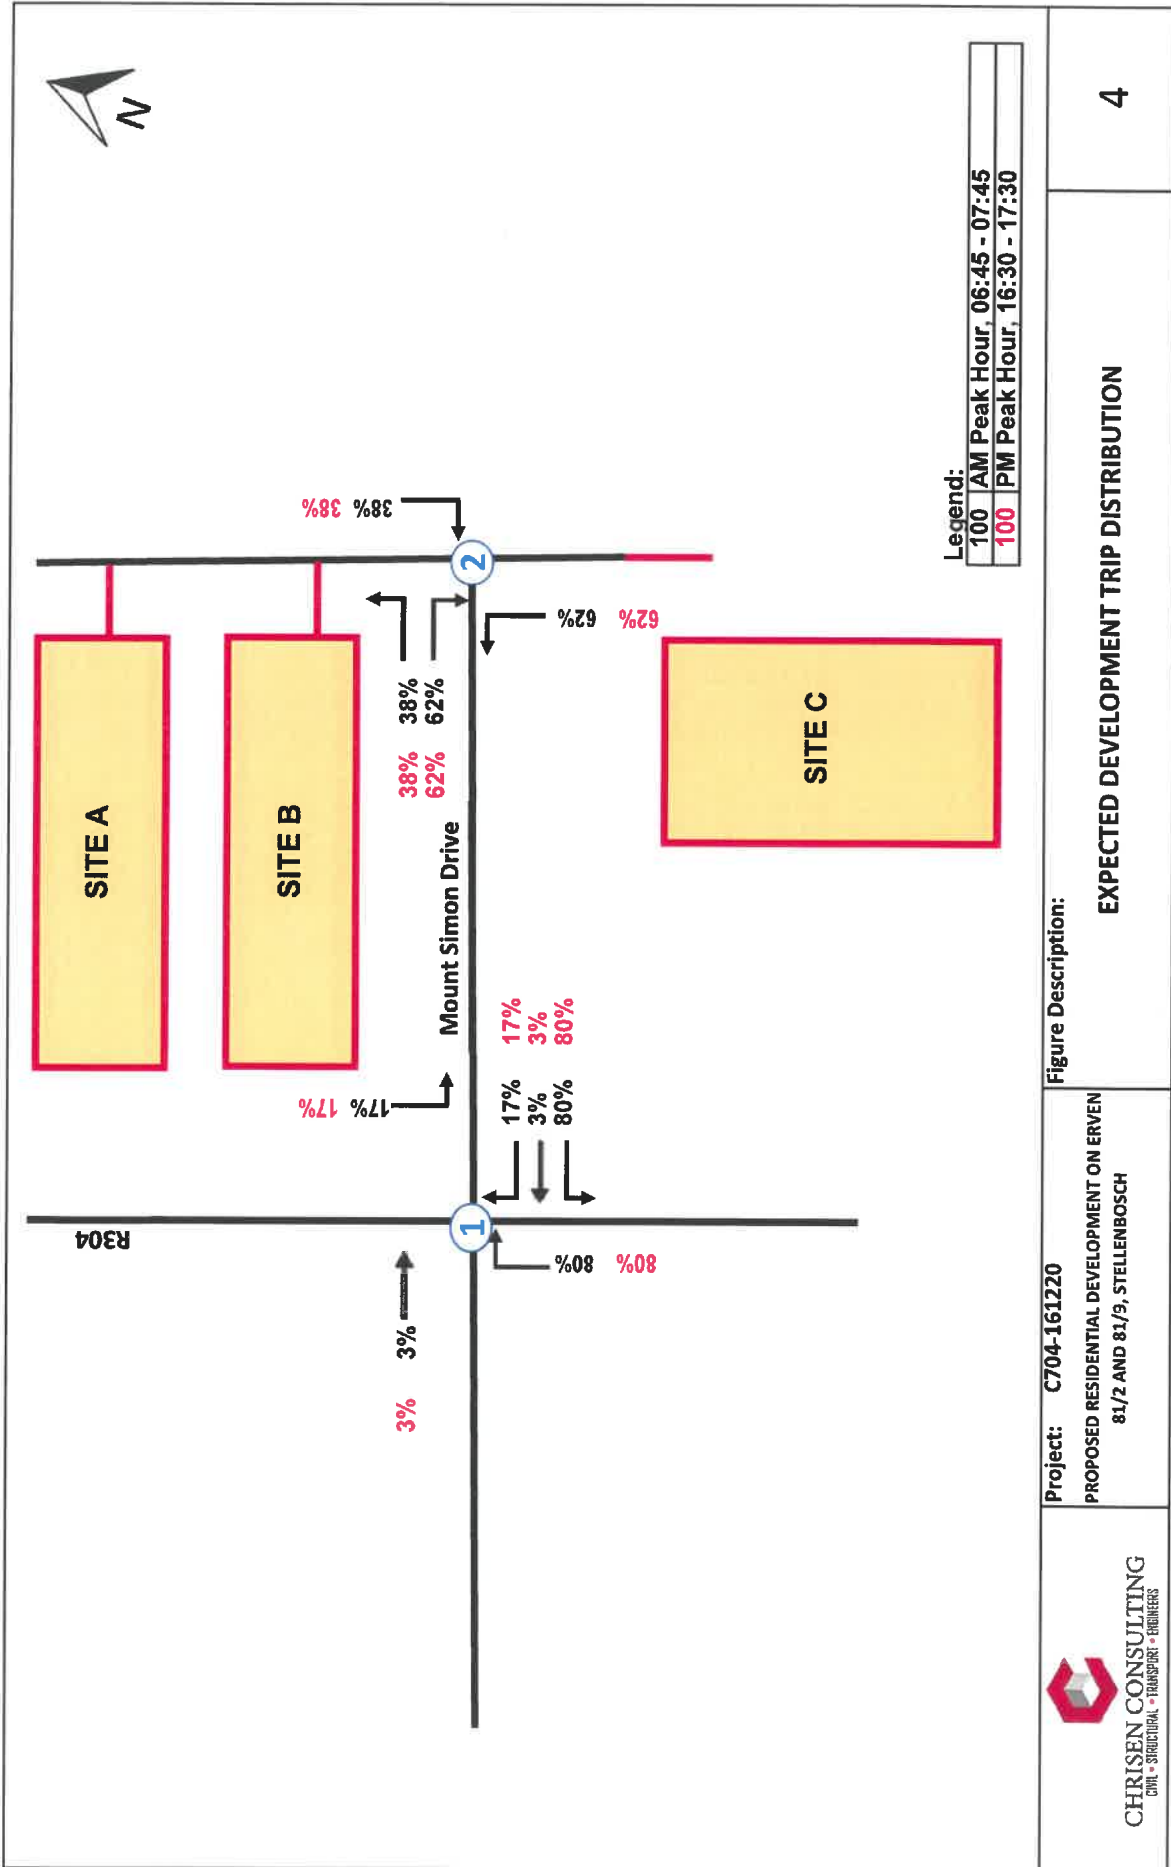 N
SITE A
SITE B
SITE C
R304
Mount Simon Drive
3% 3%
17% 17%
17% 17%
3% 3%
80% 80%
80% 80%
1
38% 38%
62% 62%
38% 38%
62% 62%
2
Legend:
100 AM Peak Hour, 06:45 - 07:45
100 PM Peak Hour, 16:30 - 17:30
CHRISEN CONSULTING
CIVIL • STRUCTURAL • TRANSPORT • ENGINEERS
Project: C704-161220
PROPOSED RESIDENTIAL DEVELOPMENT ON ERVEN
81/2 AND 81/9, STELLENBOSCH
Figure Description:
EXPECTED DEVELOPMENT TRIP DISTRIBUTION
4